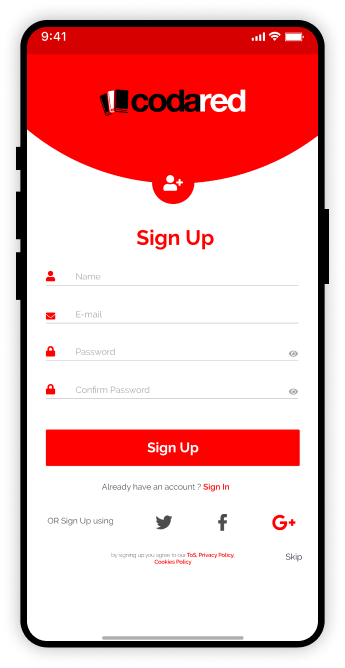 9:41
codared
Sign Up
Name
E-mail
Password
Confirm Password
Sign Up
Already have an account ? Sign In
OR Sign Up using
G+
by signing up you agree to our ToS, Privacy Policy,
Cookies Policy
Skip